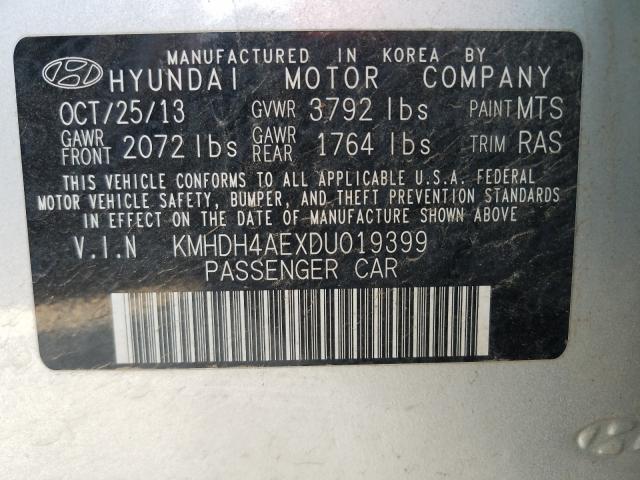 MANUFACTURED IN KOREA BY
HYUNDAI MOTOR COMPANY
OCT/25/13 GVWR 3792 lbs PAINT MTS
GAWR FRONT 2072 lbs GAWR REAR 1764 lbs TRIM RAS
THIS VEHICLE CONFORMS TO ALL APPLICABLE U.S.A. FEDERAL
MOTOR VEHICLE SAFETY, BUMPER, AND THEFT PREVENTION STANDARDS
IN EFFECT ON THE DATE OF MANUFACTURE SHOWN ABOVE
V.I.N KMHDH4AEXDU019399
PASSENGER CAR